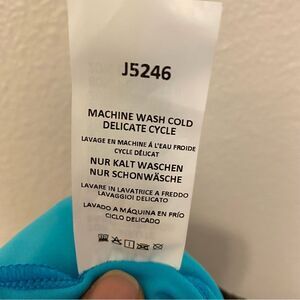 J5246
MACHINE WASH COLD
DELICATE CYCLE
LAVAGE EN MACHINE À L'EAU FROIDE
CYCLE DÉLICAT
NUR KALT WASCHEN
NUR SCHONWÄSCHE
LAVARE IN LAVATRICE A FREDDO
LAVAGGIO DELICATO
LAVADO A MÁQUINA EN FRÍO
CICLO DELICADO